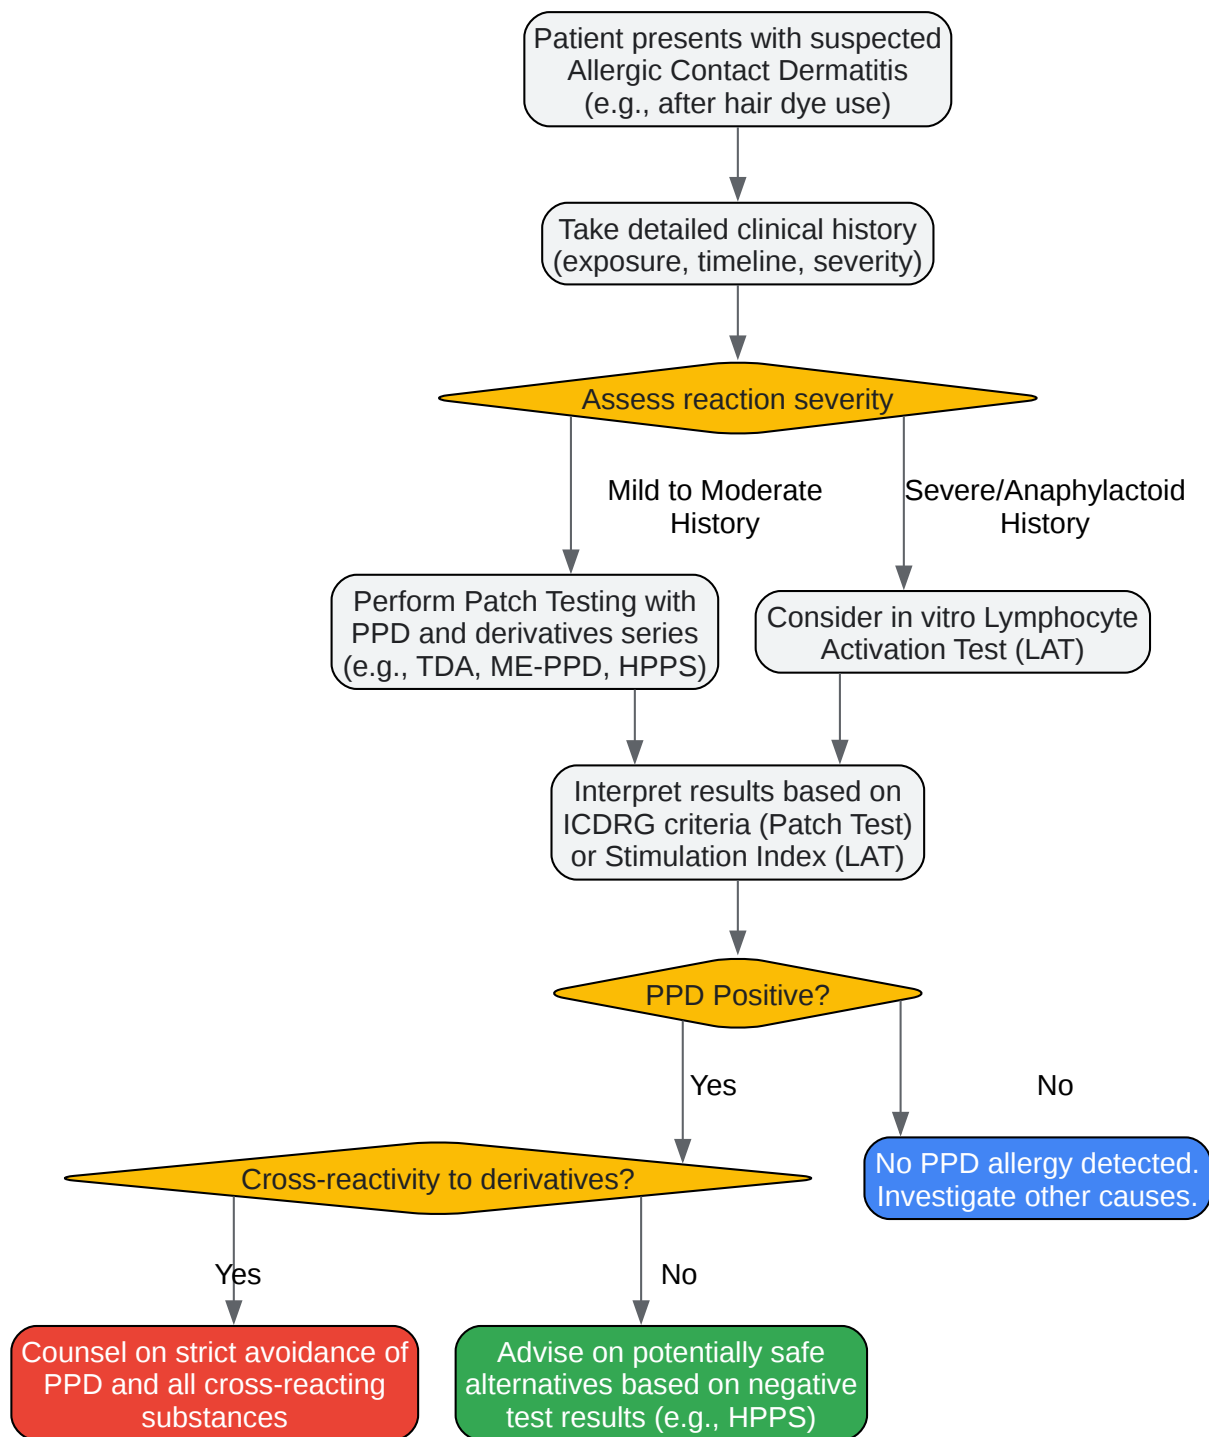 Patient presents with suspected
Allergic Contact Dermatitis
(e.g., after hair dye use)
Take detailed clinical history
(exposure, timeline, severity)
Assess reaction severity
Mild to Moderate
History
Severe/Anaphylactoid
History
Perform Patch Testing with
PPD and derivatives series
(e.g., TDA, ME-PPD, HPPS)
Consider in vitro Lymphocyte
Activation Test (LAT)
Interpret results based on
ICDRG criteria (Patch Test)
or Stimulation Index (LAT)
PPD Positive?
Yes
No
Cross-reactivity to derivatives?
No PPD allergy detected.
Investigate other causes.
Yes
No
Counsel on strict avoidance of
PPD and all cross-reacting
substances
Advise on potentially safe
alternatives based on negative
test results (e.g., HPPS)